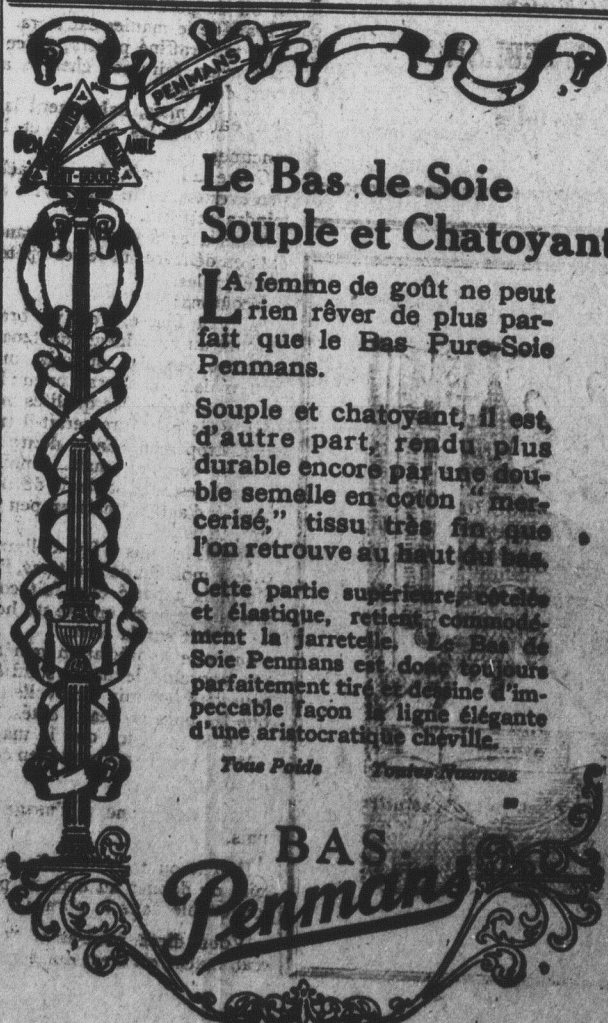 PENMANS
Le Bas de Soie
Souple et Chatoyant
LA femme de goût ne peut
rien rêver de plus par-
fait que le Bas Pure-Soie
Penmans.
Souple et chatoyant, il est,
d'autre part, rendu plus
durable encore par une dou-
ble semelle en coton "mer-
cerisé," tissu très fin que
l'on retrouve au haut du bas.
Cette partie supérieure, cotelée
et élastique, retient commodé-
ment la jarretelle. Le Bas de
Soie Penmans est donc toujours
parfaitement tiré et dessine d'im-
peccable façon la ligne élégante
d'une aristocratique cheville.
Tous Poids Toutes Nuances
BAS
Penmans